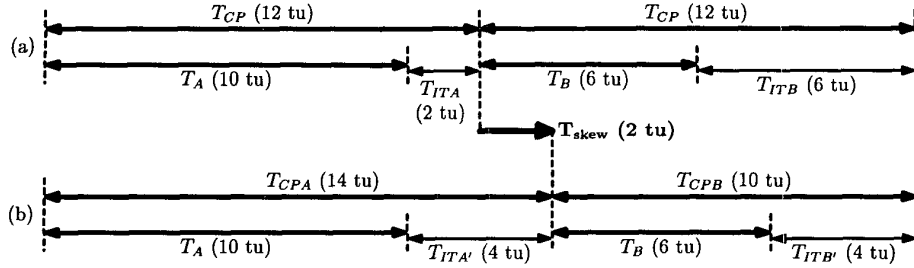 T_CP (12 tu) T_CP (12 tu)
(a)
T_A (10 tu) T_ITA (2 tu) T_B (6 tu) T_ITB (6 tu)
T_skew (2 tu)
T_CPA (14 tu) T_CPB (10 tu)
(b)
T_A (10 tu) T_ITA' (4 tu) T_B (6 tu) T_ITB' (4 tu)